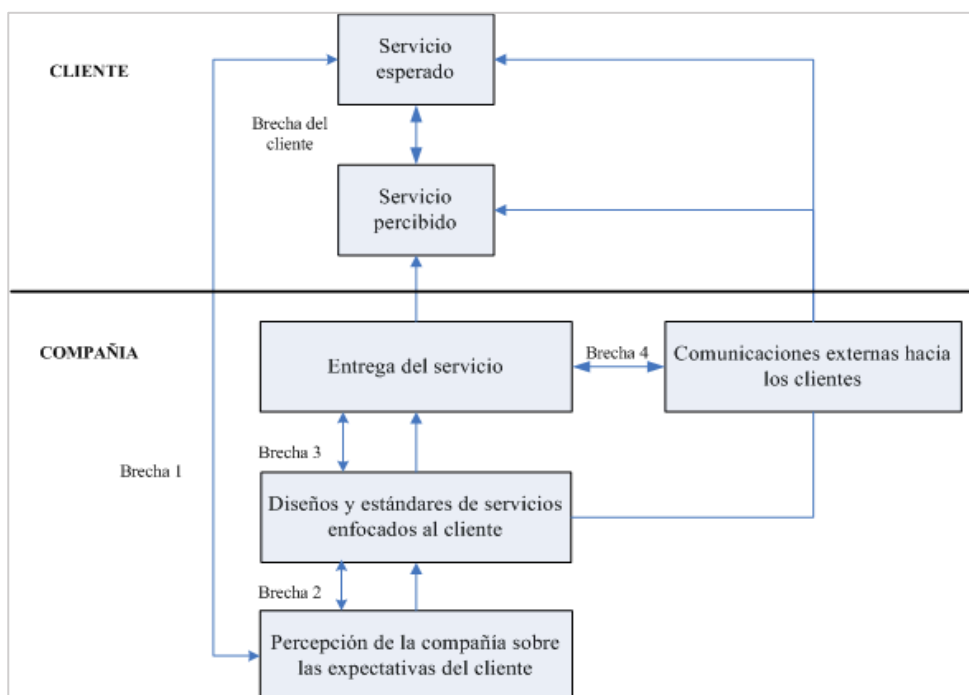 Servicio
esperado
CLIENTE
Brecha del
cliente
Servicio
percibido
COMPAÑIA
Entrega del servicio
Brecha 4
Comunicaciones externas hacia
los clientes
Brecha 3
Brecha 1
Diseños y estándares de servicios
enfocados al cliente
Brecha 2
Percepción de la compañía sobre
las expectativas del cliente